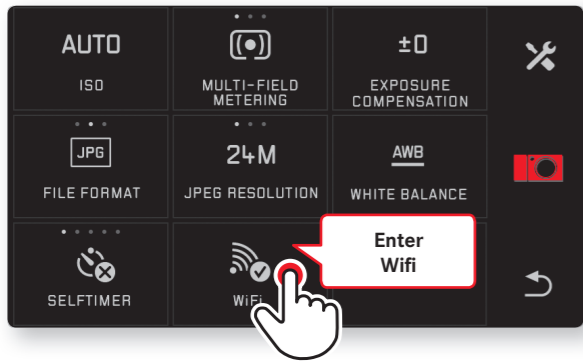 AUTO
ISO
MULTI-FIELD
METERING
±0
EXPOSURE
COMPENSATION
JPG
FILE FORMAT
24M
JPEG RESOLUTION
AWB
WHITE BALANCE
SELFTIMER
WiFi
Enter
Wifi